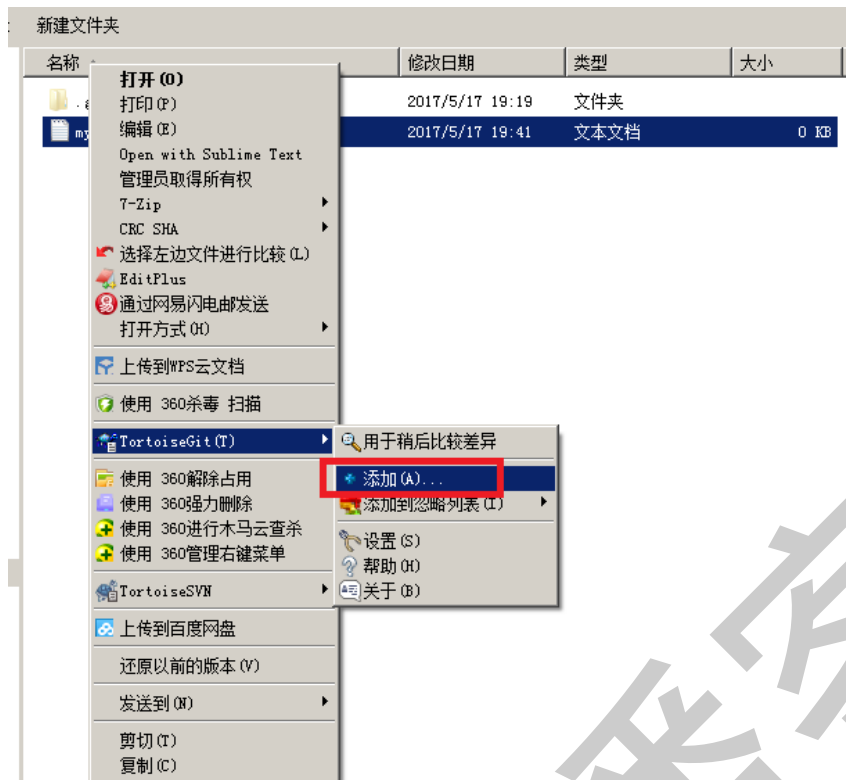 新建文件夹
名称 修改日期 类型 大小
2017/5/17 19:19 文件夹
my 2017/5/17 19:41 文本文档 0 KB
打开(O)
打印(P)
编辑(E)
Open with Sublime Text
管理员取得所有权
7-Zip
CRC SHA
选择左边文件进行比较(L)
EditPlus
通过网易闪电邮发送
打开方式(H)
上传到WPS云文档
使用 360杀毒 扫描
TortoiseGit(T)
用于稍后比较差异
使用 360解除占用
添加(A)...
使用 360强力删除
添加到忽略列表(I)
使用 360进行木马云查杀
设置(S)
使用 360管理右键菜单
帮助(H)
TortoiseSVN
关于(B)
上传到百度网盘
还原以前的版本(V)
发送到(N)
剪切(T)
复制(C)